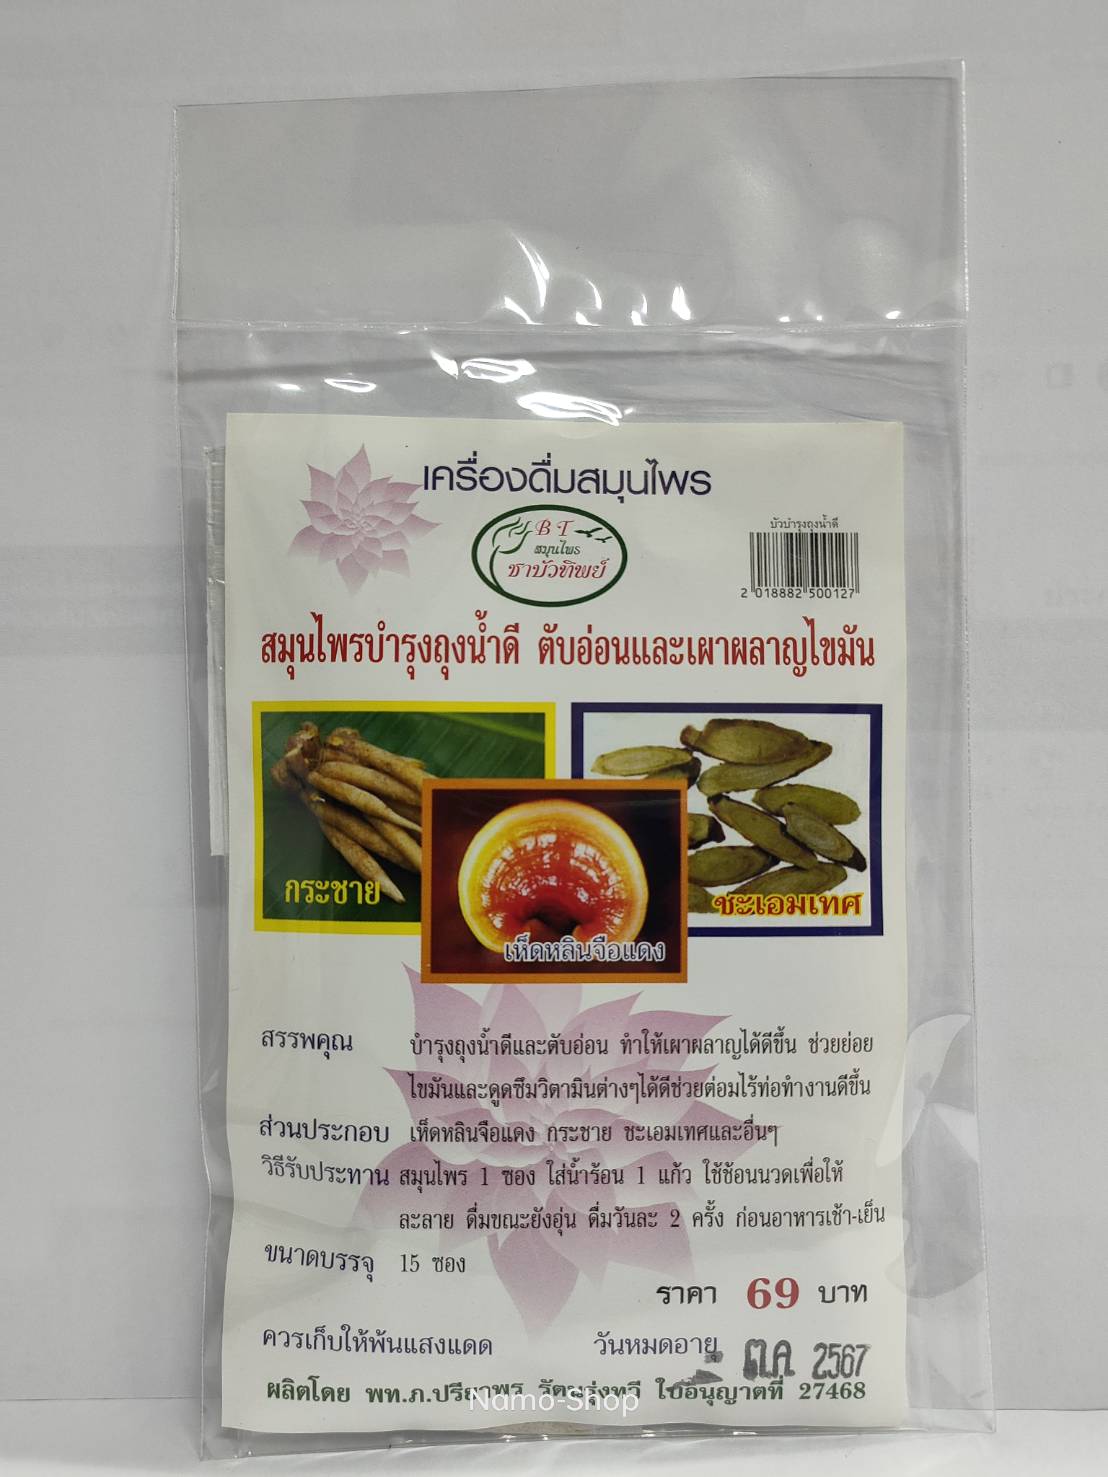 เครื่องดื่มสมุนไพร
B T
สมุนไพร
ชาบัวทิพย์
บัวบำรุงถุงน้ำดี
2 018882 500127
สมุนไพรบำรุงถุงน้ำดี ตับอ่อนและเผาผลาญไขมัน
กระชาย
ชะเอมเทศ
เห็ดหลินจือแดง
สรรพคุณ บำรุงถุงน้ำดีและตับอ่อน ทำให้เผาผลาญได้ดีขึ้น ช่วยย่อย
ไขมันและดูดซึมวิตามินต่างๆได้ดีช่วยต่อมไร้ท่อทำงานดีขึ้น
ส่วนประกอบ เห็ดหลินจือแดง กระชาย ชะเอมเทศและอื่นๆ
วิธีรับประทาน สมุนไพร 1 ซอง ใส่น้ำร้อน 1 แก้ว ใช้ช้อนนวดเพื่อให้
ละลาย ดื่มขณะยังอุ่น ดื่มวันละ 2 ครั้ง ก่อนอาหารเช้า-เย็น
ขนาดบรรจุ 15 ซอง
ราคา 69 บาท
ควรเก็บให้พ้นแสงแดด วันหมดอายุ ต.ค 2567
ผลิตโดย พท.ภ.ปรียาพร รัตนรุ่งทวี ใบอนุญาตที่ 27468
Namo-Shop